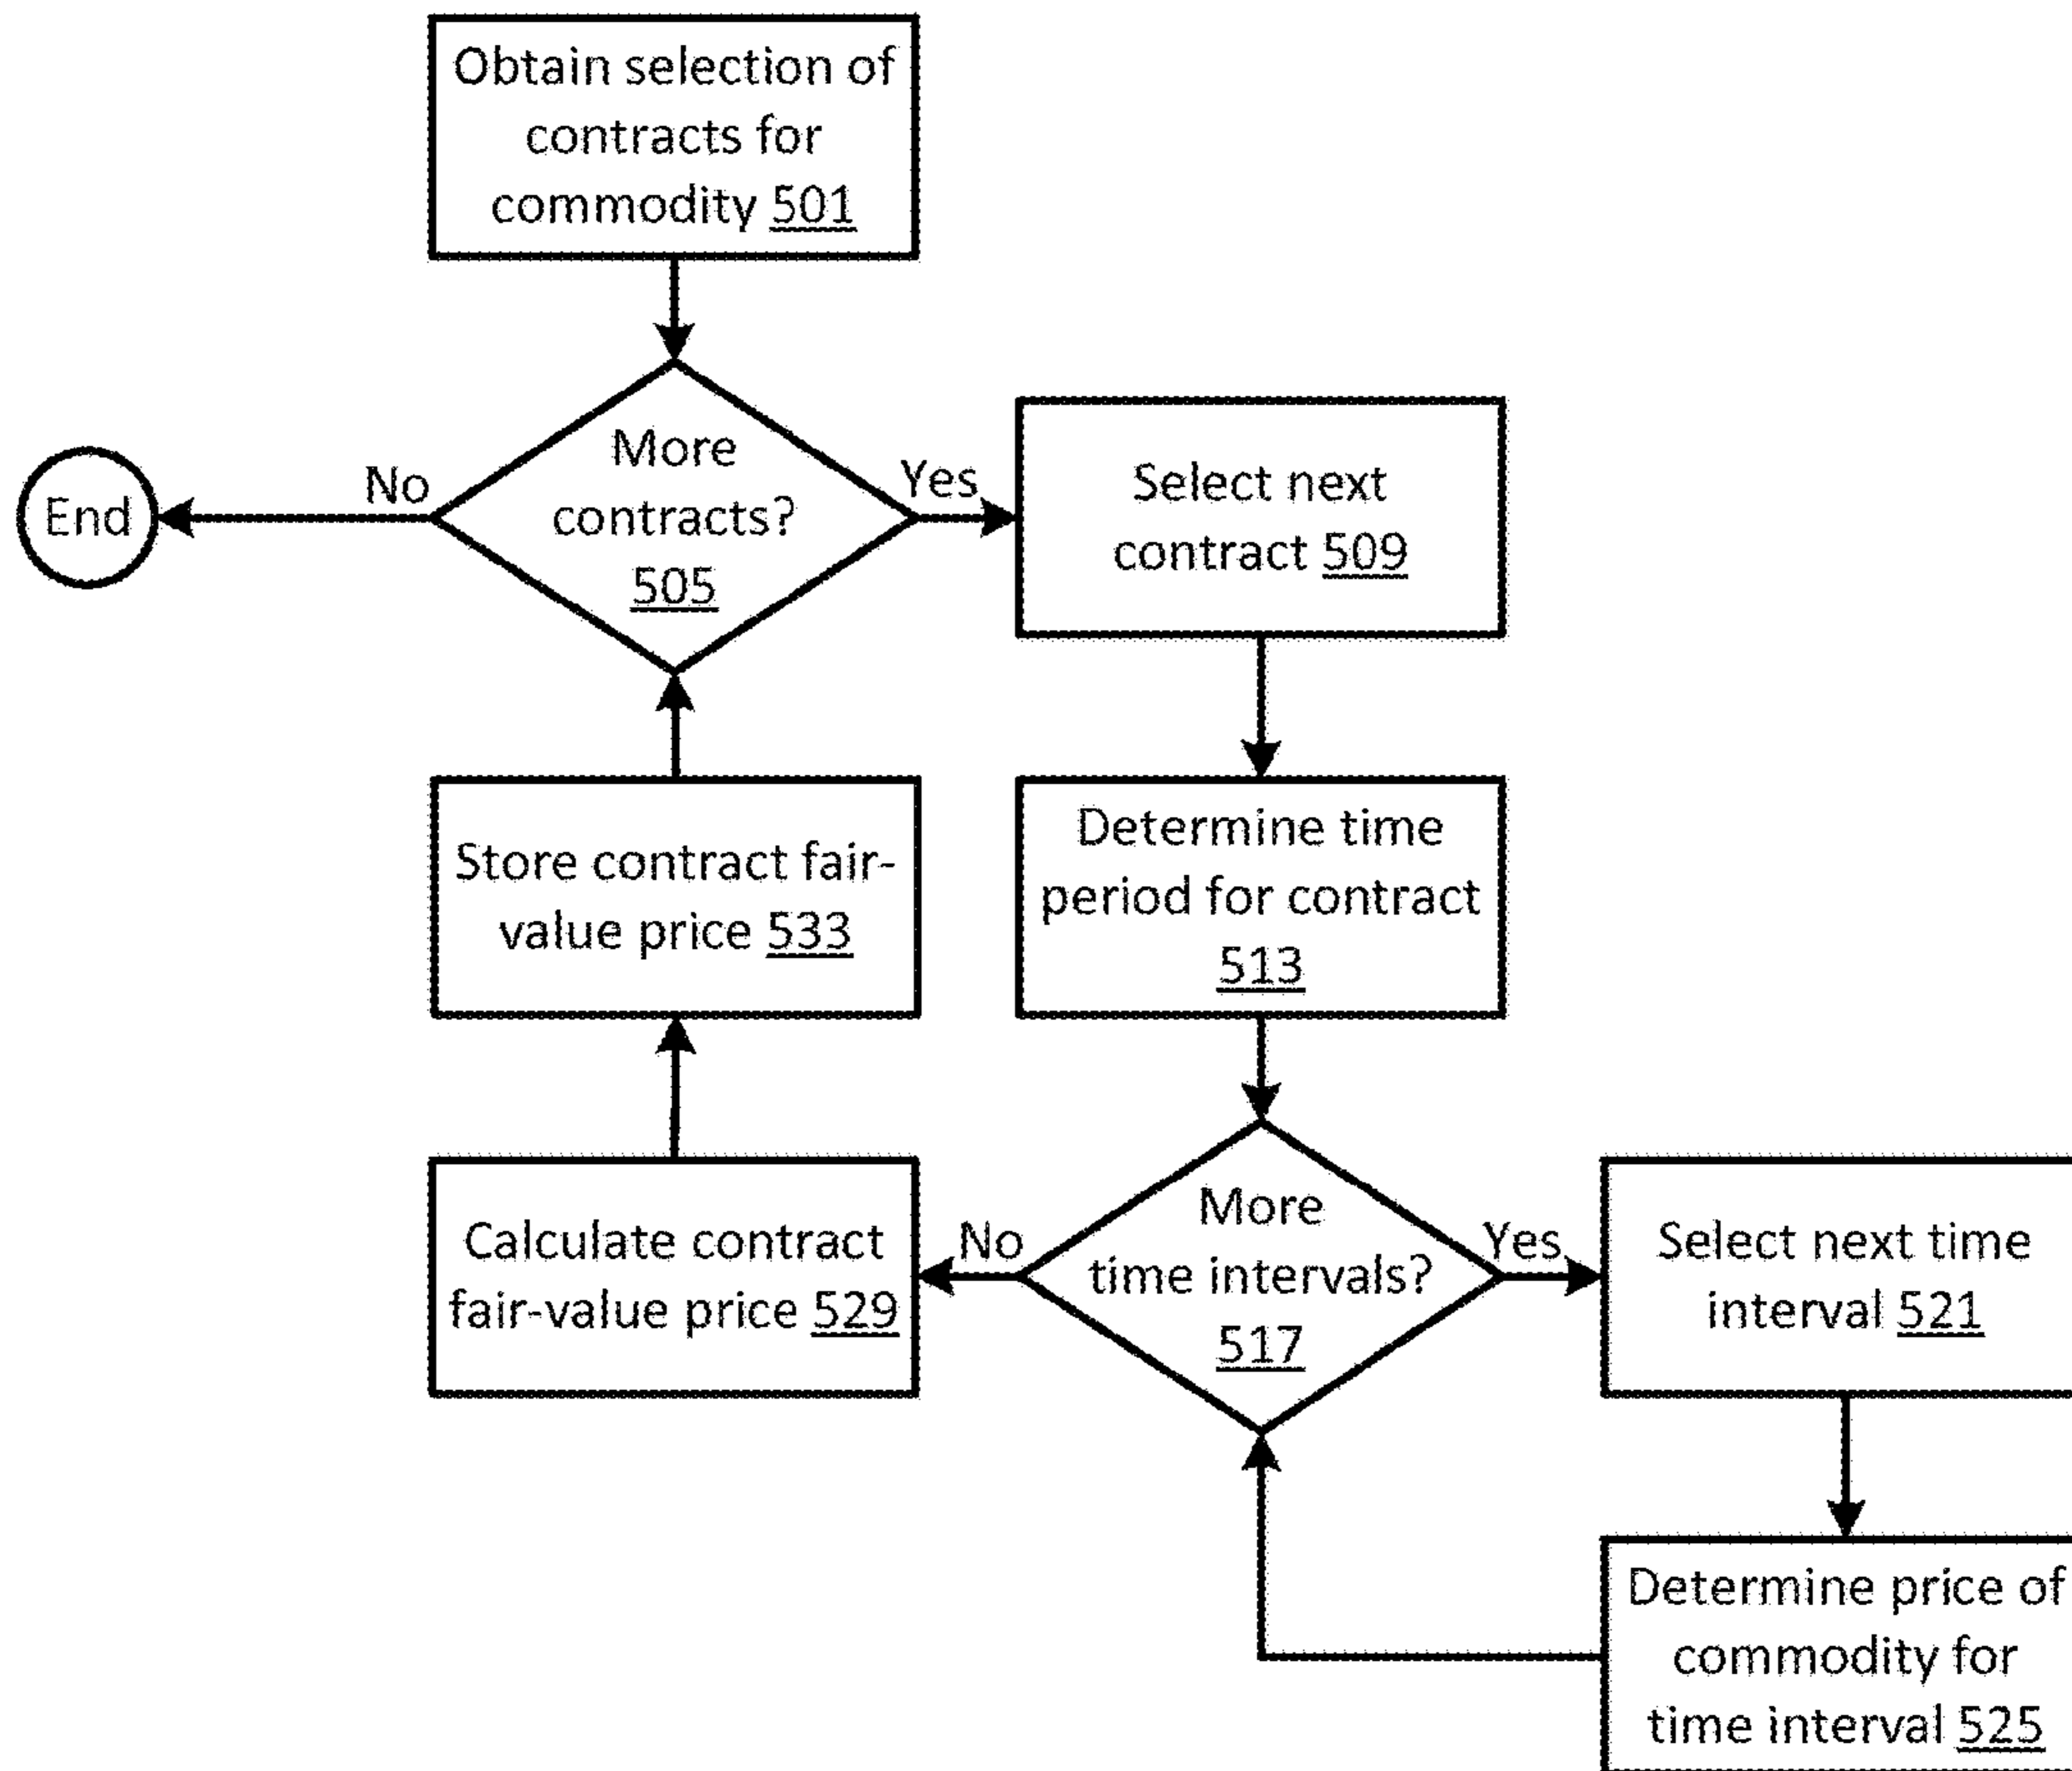 Obtain selection of
contracts for
commodity 501
More
contracts?
505
No
Yes
End
Select next
contract 509
Determine time
period for contract
513
Store contract fair-
value price 533
More
time intervals?
517
No
Yes
Calculate contract
fair-value price 529
Select next time
interval 521
Determine price of
commodity for
time interval 525